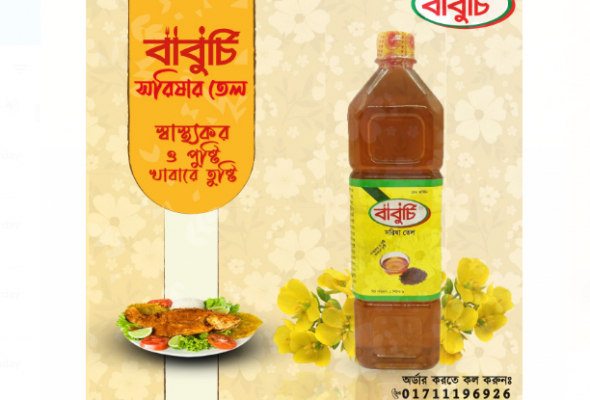 বাবুর্চি
সরিষার তেল
স্বাস্থ্যকর
ও পুষ্টি
খাবারে তুষ্টি
বাবুর্চি
বাবুর্চি
সরিষা তেল
অর্ডার করতে কল করুনঃ
01711196926